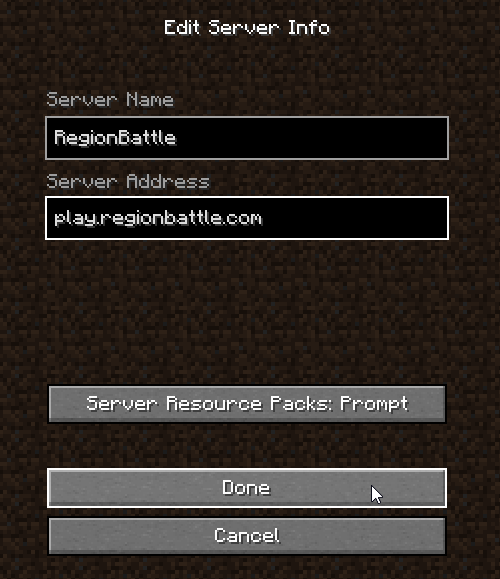 Edit Server Info
Server Name
RegionBattle
Server Address
play.regionbattle.com
Server Resource Packs: Prompt
Done
Cancel